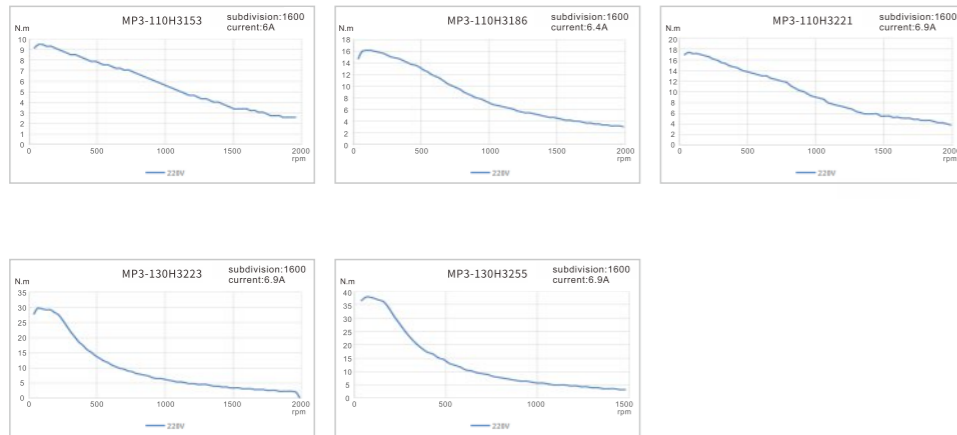 MP3-110H3153
subdivision:1600
current:6A
N.m
10
9
8
7
6
5
4
3
2
1
0
0 500 1000 1500 2000
rpm
220V
MP3-110H3186
subdivision:1600
current:6.4A
N.m
18
16
14
12
10
8
6
4
2
0
0 500 1000 1500 2000
rpm
220V
MP3-110H3221
subdivision:1600
current:6.9A
N.m
20
18
16
14
12
10
8
6
4
2
0
0 500 1000 1500 2000
rpm
220V
MP3-130H3223
subdivision:1600
current:6.9A
N.m
35
30
25
20
15
10
5
0
0 500 1000 1500 2000
rpm
220V
MP3-130H3255
subdivision:1600
current:6.9A
N.m
40
35
30
25
20
15
10
5
0
0 500 1000 1500
rpm
220V